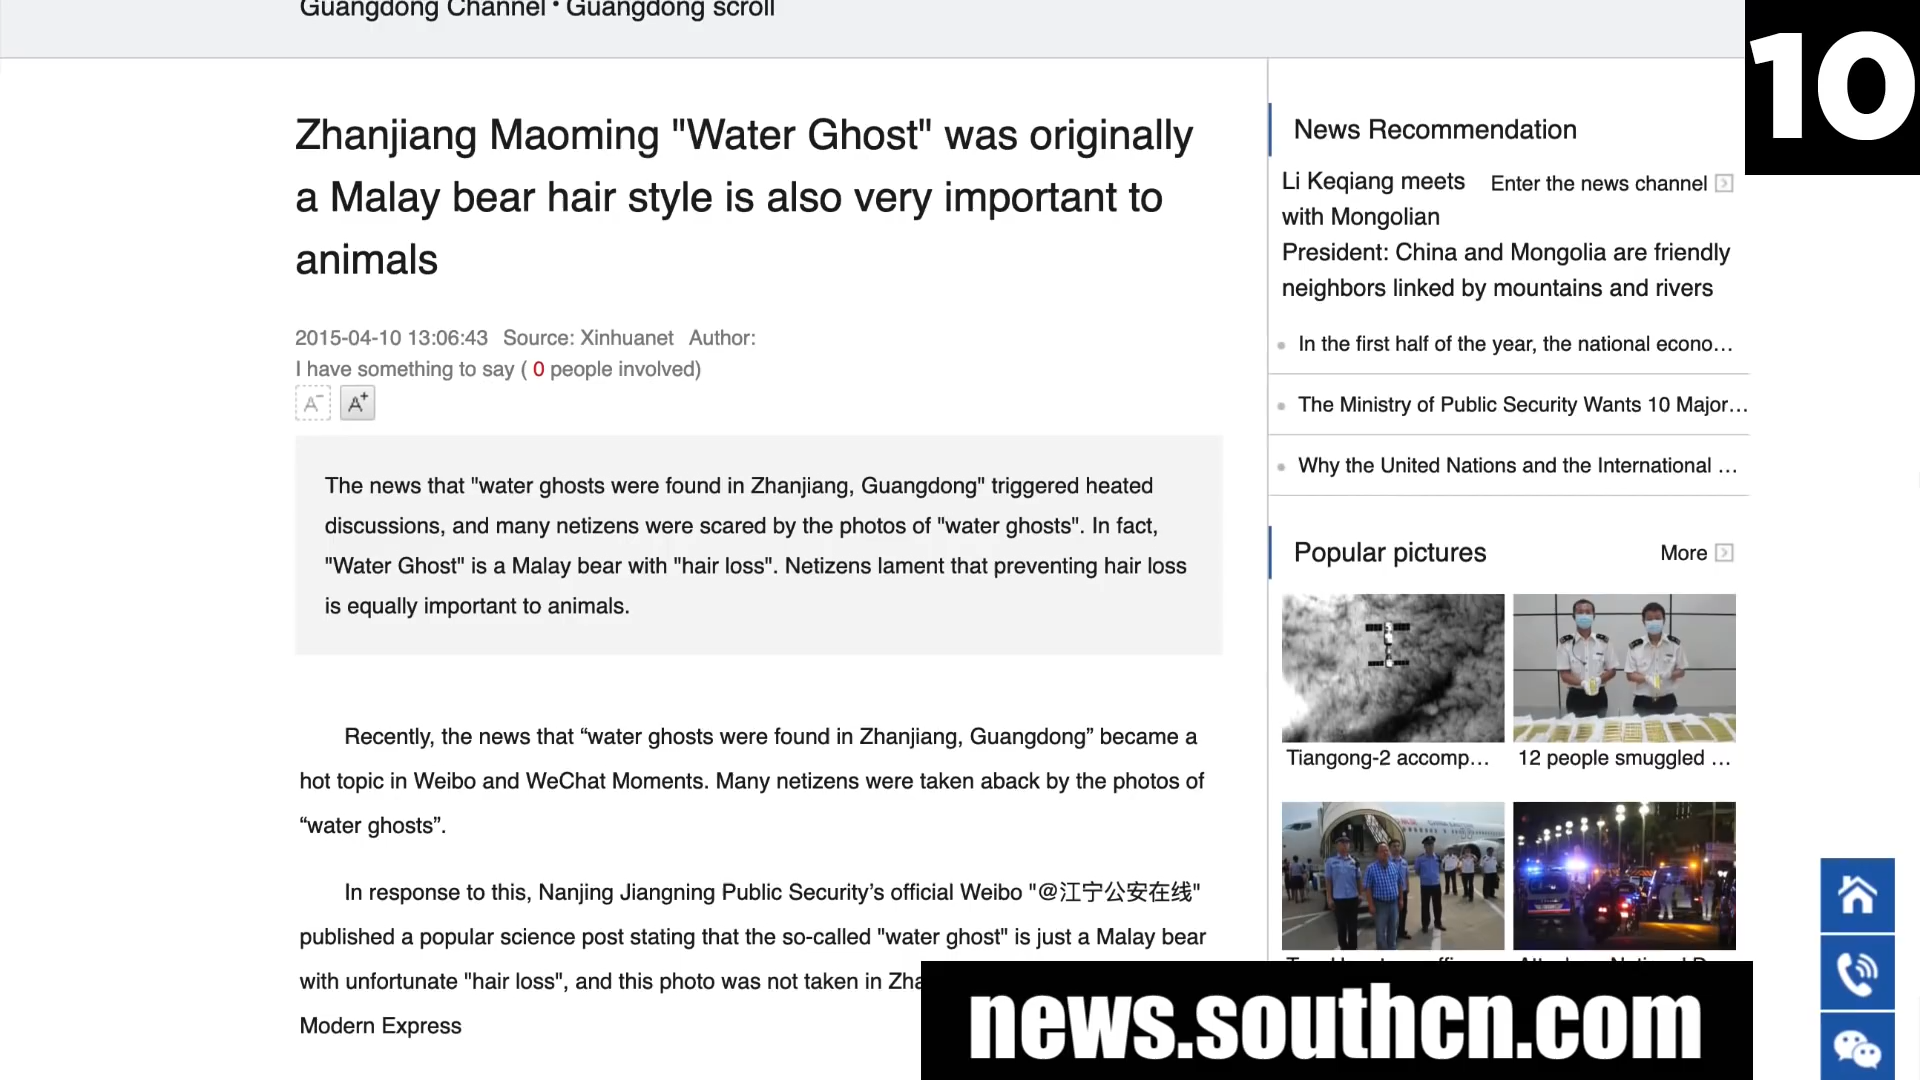 Guangdong Channel • Guangdong scroll
10
Zhanjiang Maoming "Water Ghost" was originally
a Malay bear hair style is also very important to
animals
2015-04-10 13:06:43 Source: Xinhuanet Author:
I have something to say ( 0 people involved)
A- A+
The news that "water ghosts were found in Zhanjiang, Guangdong" triggered heated
discussions, and many netizens were scared by the photos of "water ghosts". In fact,
"Water Ghost" is a Malay bear with "hair loss". Netizens lament that preventing hair loss
is equally important to animals.
Recently, the news that “water ghosts were found in Zhanjiang, Guangdong” became a
hot topic in Weibo and WeChat Moments. Many netizens were taken aback by the photos of
“water ghosts”.
In response to this, Nanjing Jiangning Public Security’s official Weibo "@江宁公安在线"
published a popular science post stating that the so-called "water ghost" is just a Malay bear
with unfortunate "hair loss", and this photo was not taken in Zha
Modern Express
News Recommendation
Li Keqiang meets Enter the news channel
with Mongolian
President: China and Mongolia are friendly
neighbors linked by mountains and rivers
In the first half of the year, the national econo...
The Ministry of Public Security Wants 10 Major...
Why the United Nations and the International ...
Popular pictures More
Tiangong-2 accomp... 12 people smuggled ...
news.southcn.com